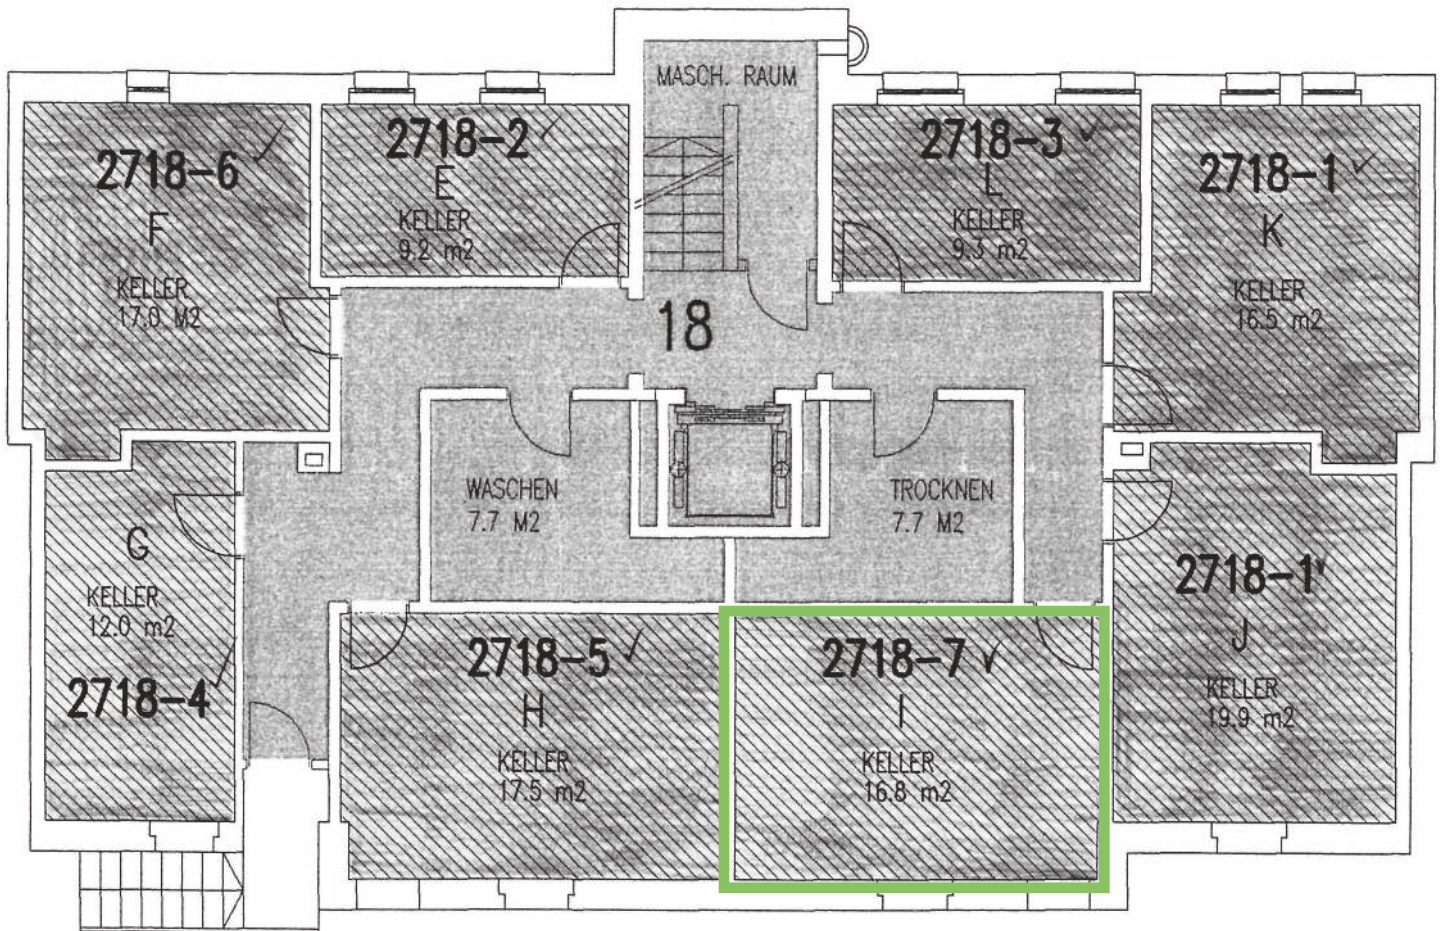 MASCH. RAUM
2718-6
F
KELLER
17.0 M2
2718-2
E
KELLER
9.2 m2
2718-3
L
KELLER
9.3 m2
2718-1
K
KELLER
16.5 m2
18
WASCHEN
7.7 M2
TROCKNEN
7.7 M2
G
KELLER
12.0 m2
2718-4
2718-5
H
KELLER
17.5 m2
2718-7
I
KELLER
16.8 m2
2718-1
J
KELLER
19.9 m2